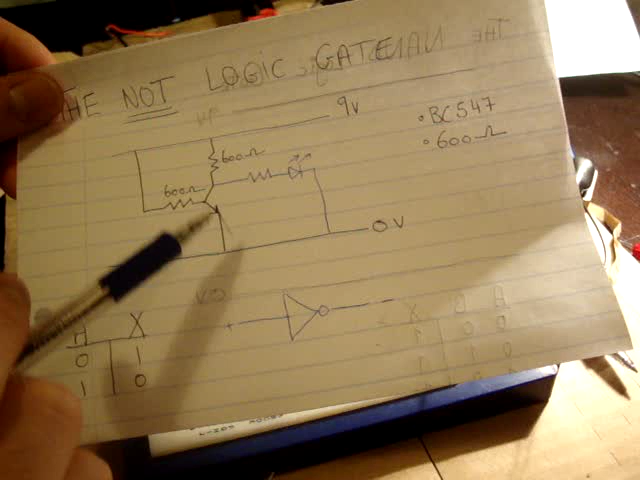 THE NOT LOGIC GATE
9V
• BC547
• 600Ω
600Ω
600Ω
0V
A X
0 1
1 0